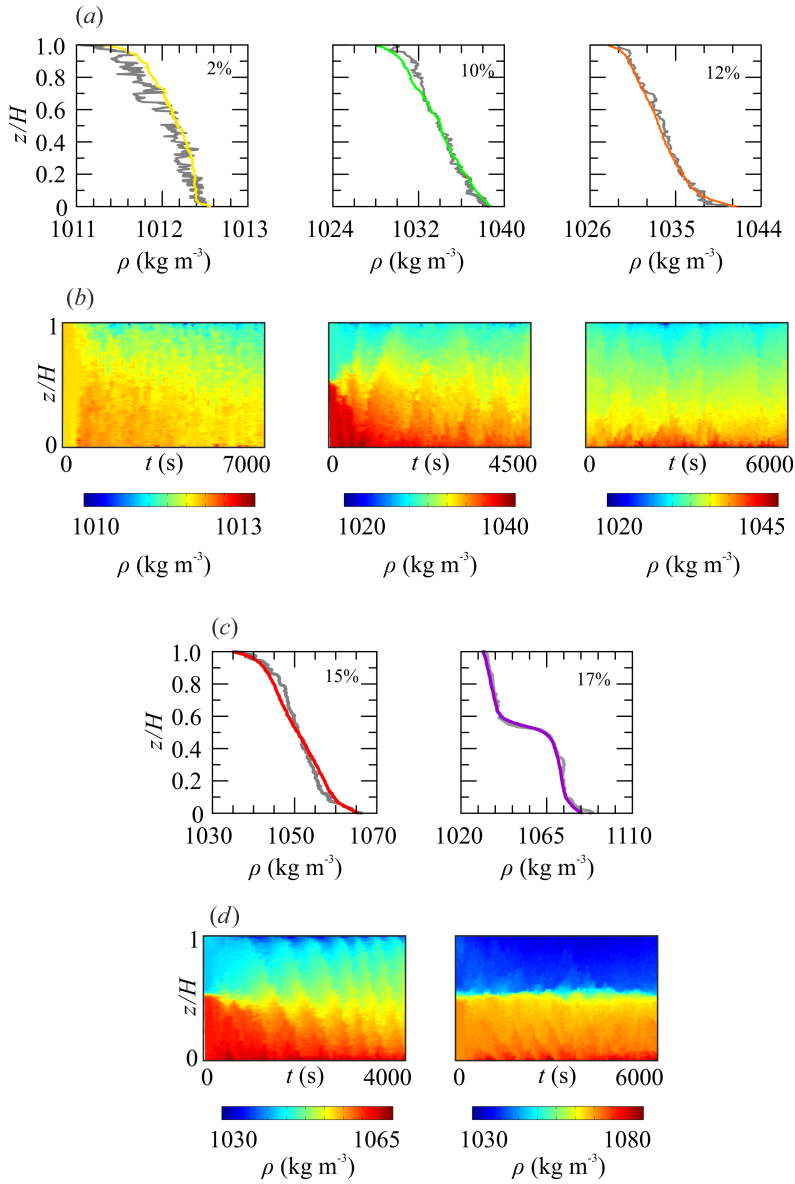 (a)
1.0
0.8
0.6
0.4
0.2
0
z/H
2%
10%
12%
1011 1012 1013
1024 1032 1040
1026 1035 1044
ρ (kg m-3) ρ (kg m-3) ρ (kg m-3)
(b)
1
z/H
0
0 t (s) 7000
0 t (s) 4500
0 t (s) 6000
1010 1013
1020 1040
1020 1045
ρ (kg m-3) ρ (kg m-3) ρ (kg m-3)
(c)
1.0
0.8
0.6
0.4
0.2
0
z/H
15%
17%
1030 1050 1070
1020 1065 1110
ρ (kg m-3) ρ (kg m-3)
(d)
1
z/H
0
0 t (s) 4000
0 t (s) 6000
1030 1065
1030 1080
ρ (kg m-3) ρ (kg m-3)